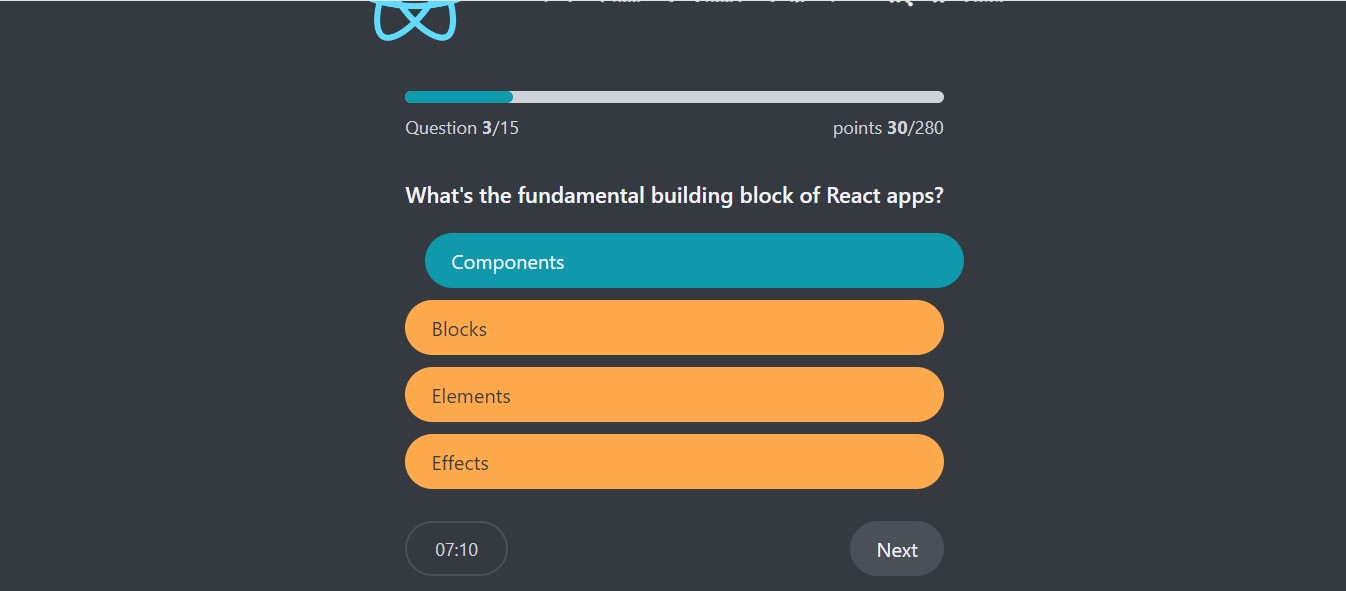 Question 3/15
points 30/280
What's the fundamental building block of React apps?
Components
Blocks
Elements
Effects
07:10
Next